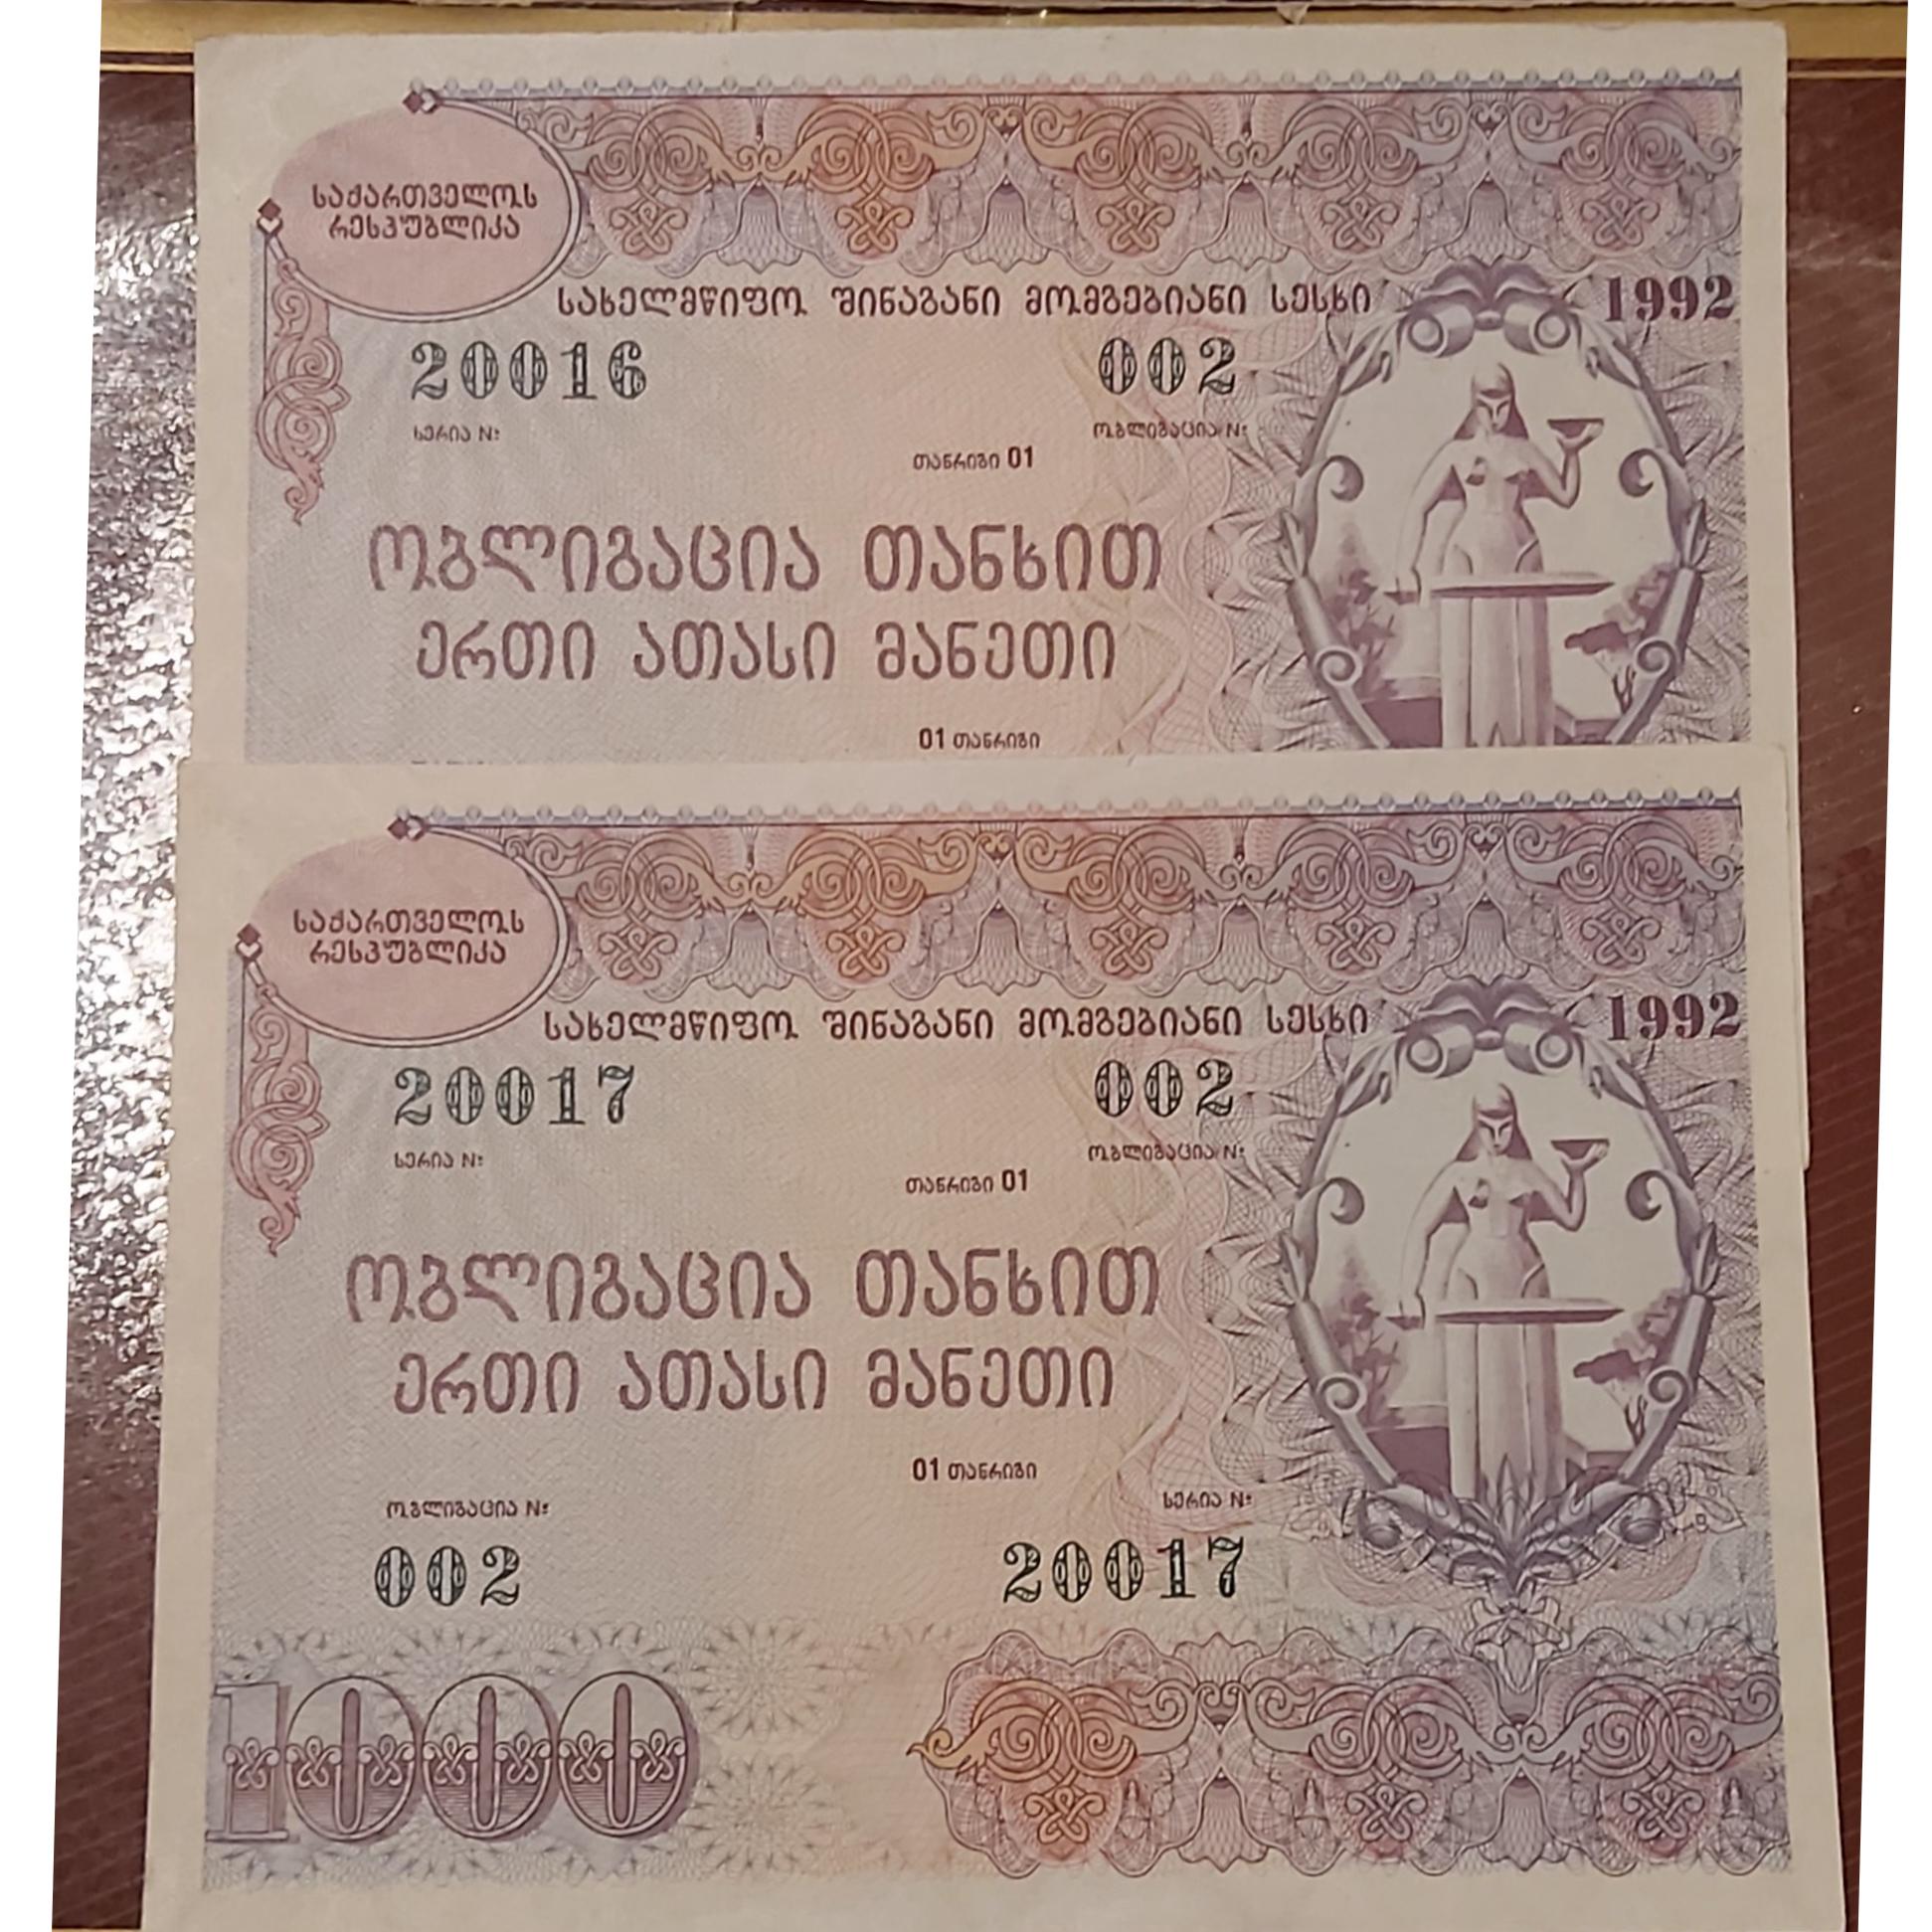 საქართველოს
რესპუბლიკა
სახელმწიფო შინაგანი მომგებიანი სესხი 1992
20016 002
სერია № ობლიგაცია №
თანრიგი 01
ობლიგაცია თანხით
ერთი ათასი მანეთი
01 თანრიგი
საქართველოს
რესპუბლიკა
სახელმწიფო შინაგანი მომგებიანი სესხი 1992
20017 002
სერია № ობლიგაცია №
თანრიგი 01
ობლიგაცია თანხით
ერთი ათასი მანეთი
01 თანრიგი
ობლიგაცია № სერია №
002 20017
1000